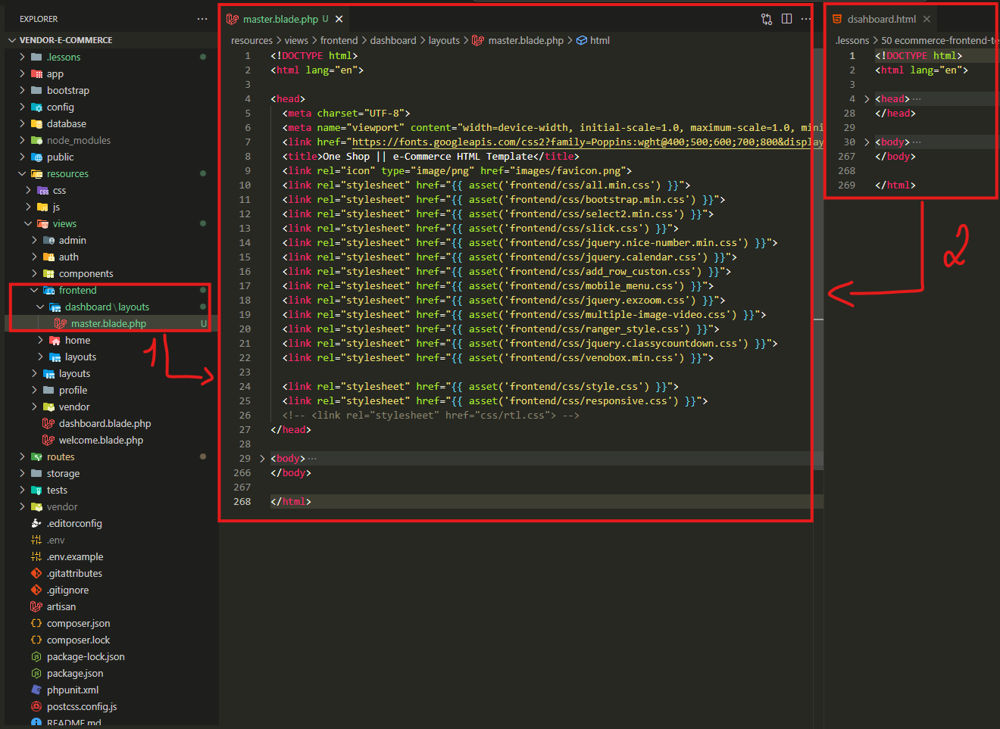 EXPLORER
VENDOR-E-COMMERCE
.lessons
app
bootstrap
config
database
node_modules
public
resources
css
js
views
admin
auth
components
frontend
dashboard\layouts
master.blade.php U
home
layouts
layouts
profile
vendor
dashboard.blade.php
welcome.blade.php
routes
storage
tests
vendor
.editorconfig
.env
.env.example
.gitattributes
.gitignore
artisan
composer.json
composer.lock
package-lock.json
package.json
phpunit.xml
postcss.config.js
README.md
1
master.blade.php U
resources > views > frontend > dashboard > layouts > master.blade.php > html
1 <!DOCTYPE html>
2 <html lang="en">
3
4 <head>
5 <meta charset="UTF-8">
6 <meta name="viewport" content="width=device-width, initial-scale=1.0, maximum-scale=1.0, mini
7 <link href="https://fonts.googleapis.com/css2?family=Poppins:wght@400;500;600;700;800&display
8 <title>One Shop || e-Commerce HTML Template</title>
9 <link rel="icon" type="image/png" href="images/favicon.png">
10 <link rel="stylesheet" href="{{ asset('frontend/css/all.min.css') }}">
11 <link rel="stylesheet" href="{{ asset('frontend/css/bootstrap.min.css') }}">
12 <link rel="stylesheet" href="{{ asset('frontend/css/select2.min.css') }}">
13 <link rel="stylesheet" href="{{ asset('frontend/css/slick.css') }}">
14 <link rel="stylesheet" href="{{ asset('frontend/css/jquery.nice-number.min.css') }}">
15 <link rel="stylesheet" href="{{ asset('frontend/css/jquery.calendar.css') }}">
16 <link rel="stylesheet" href="{{ asset('frontend/css/add_row_custon.css') }}">
17 <link rel="stylesheet" href="{{ asset('frontend/css/mobile_menu.css') }}">
18 <link rel="stylesheet" href="{{ asset('frontend/css/jquery.exzoom.css') }}">
19 <link rel="stylesheet" href="{{ asset('frontend/css/multiple-image-video.css') }}">
20 <link rel="stylesheet" href="{{ asset('frontend/css/ranger_style.css') }}">
21 <link rel="stylesheet" href="{{ asset('frontend/css/jquery.classycountdown.css') }}">
22 <link rel="stylesheet" href="{{ asset('frontend/css/venobox.min.css') }}">
23
24 <link rel="stylesheet" href="{{ asset('frontend/css/style.css') }}">
25 <link rel="stylesheet" href="{{ asset('frontend/css/responsive.css') }}">
26 <!-- <link rel="stylesheet" href="css/rtl.css"> -->
27 </head>
28
29 <body>
266 </body>
267
268 </html>
dsahboard.html
.lessons > 50 ecommerce-frontend-te
1 <!DOCTYPE html>
2 <html lang="en">
3
4 <head>
28 </head>
29
30 <body>
267 </body>
268
269 </html>
2